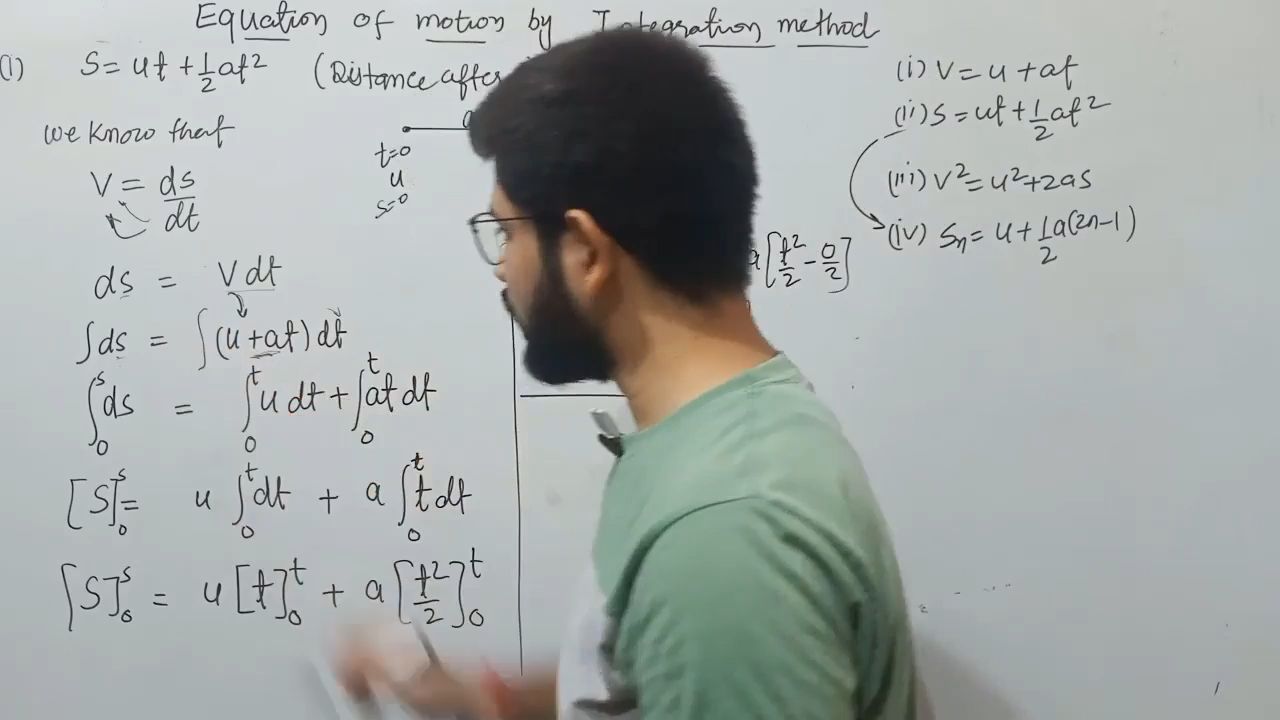 Equation of motion by Integration method
(1) S = ut + 1/2 at² (Distance after
we know that
V = ds/dt
ds = V dt
∫ds = ∫(u+at) dt
∫₀ˢ ds = ∫₀ᵗ u dt + ∫₀ᵗ at dt
[S]₀ˢ = u ∫₀ᵗ dt + a ∫₀ᵗ t dt
[S]₀ˢ = u [t]₀ᵗ + a [t²/2]₀ᵗ
t=0
u
s=0
a[t²/2 - 0/2]
(i) V = u + at
(ii) S = ut + 1/2 at²
(iii) V² = u² + 2as
(iv) Sₙ = u + 1/2 a(2n-1)